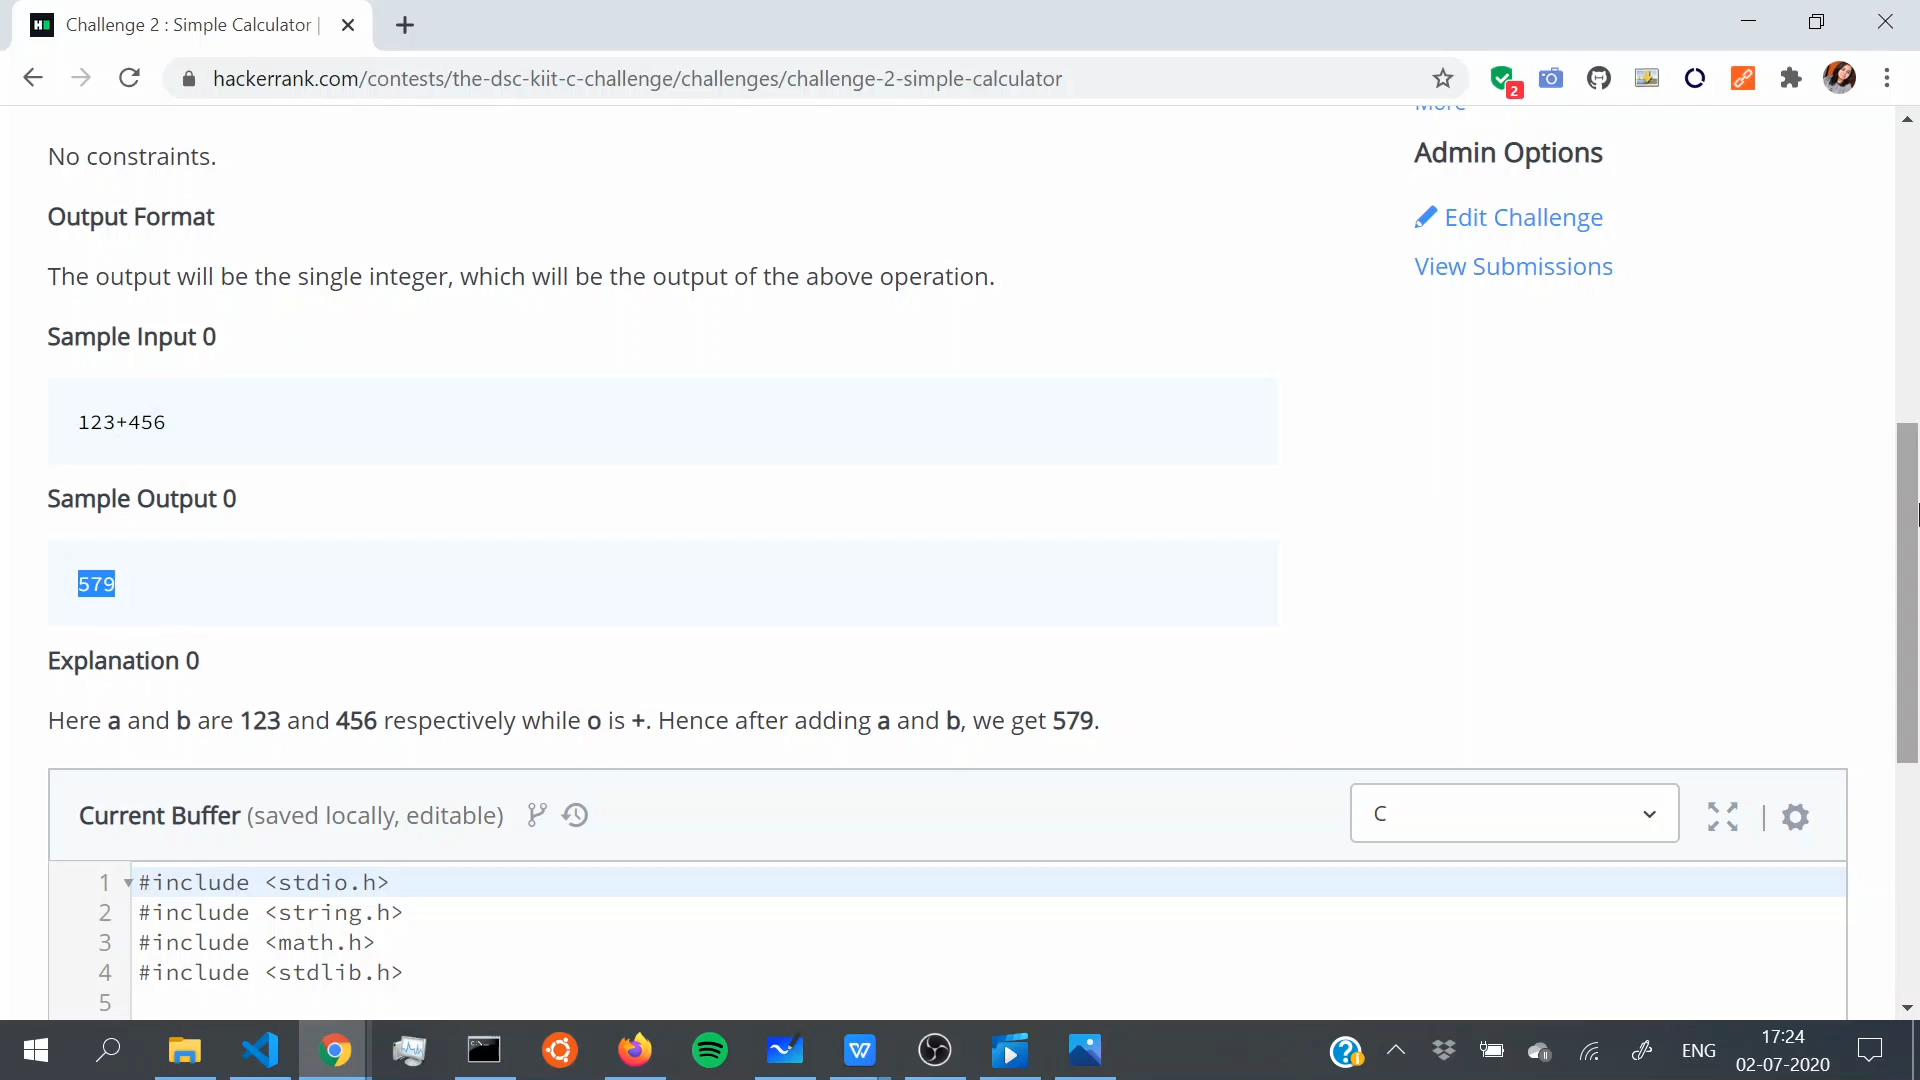 Challenge 2 : Simple Calculator |
hackerrank.com/contests/the-dsc-kiit-c-challenge/challenges/challenge-2-simple-calculator
2
More
No constraints.
Admin Options
Output Format
Edit Challenge
The output will be the single integer, which will be the output of the above operation.
View Submissions
Sample Input 0
123+456
Sample Output 0
579
Explanation 0
Here a and b are 123 and 456 respectively while o is +. Hence after adding a and b, we get 579.
Current Buffer (saved locally, editable)
C
1 #include <stdio.h>
2 #include <string.h>
3 #include <math.h>
4 #include <stdlib.h>
5
ENG
17:24
02-07-2020